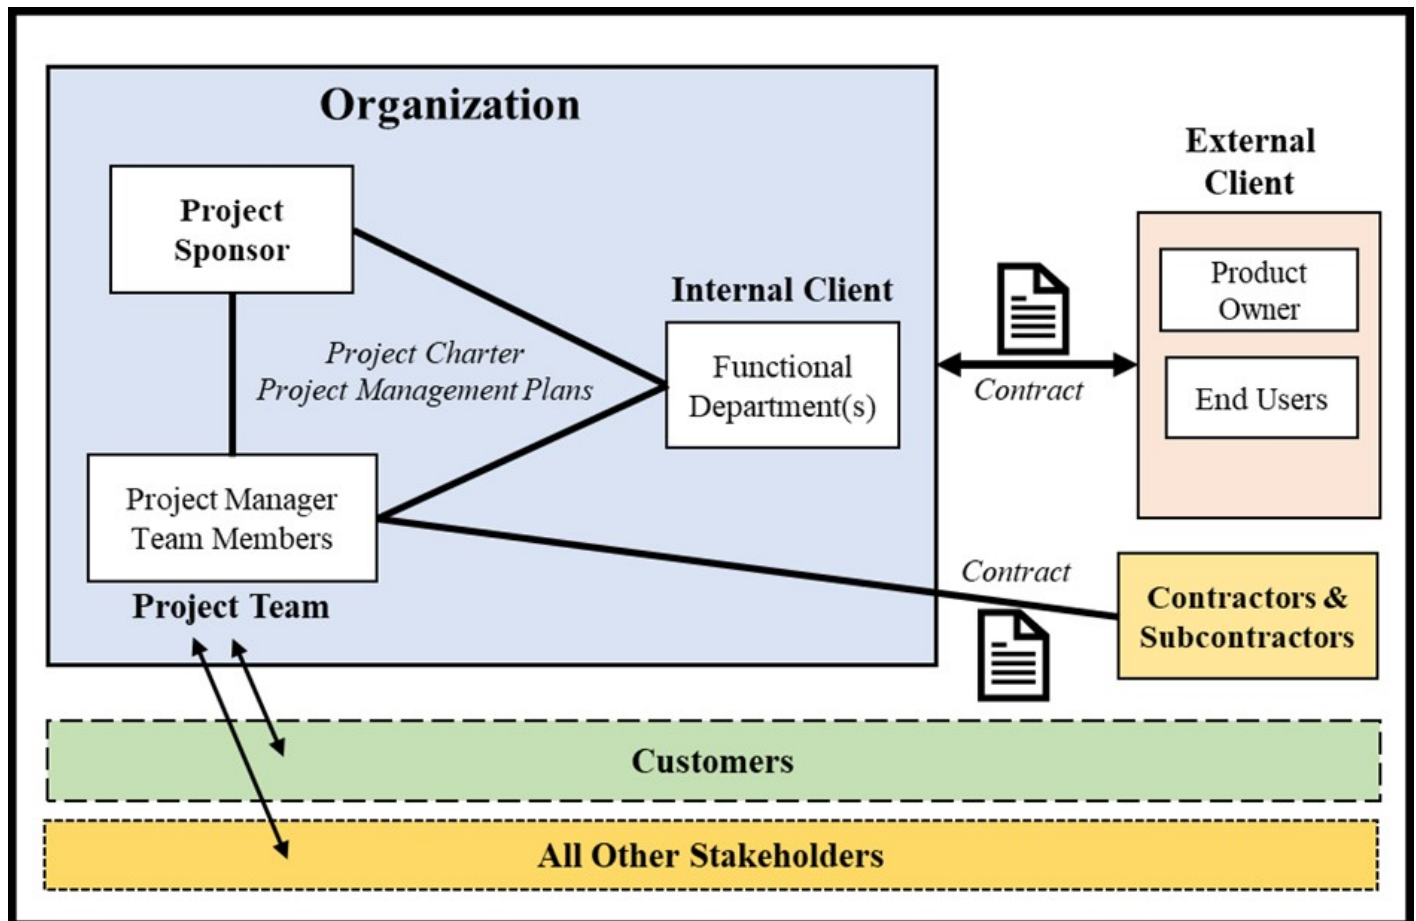 Organization
Project
Sponsor
Internal Client
Project Charter
Project Management Plans
Functional
Department(s)
Project Manager
Team Members
Project Team
External
Client
Product
Owner
End Users
Contract
Contract
Contractors &
Subcontractors
Customers
All Other Stakeholders